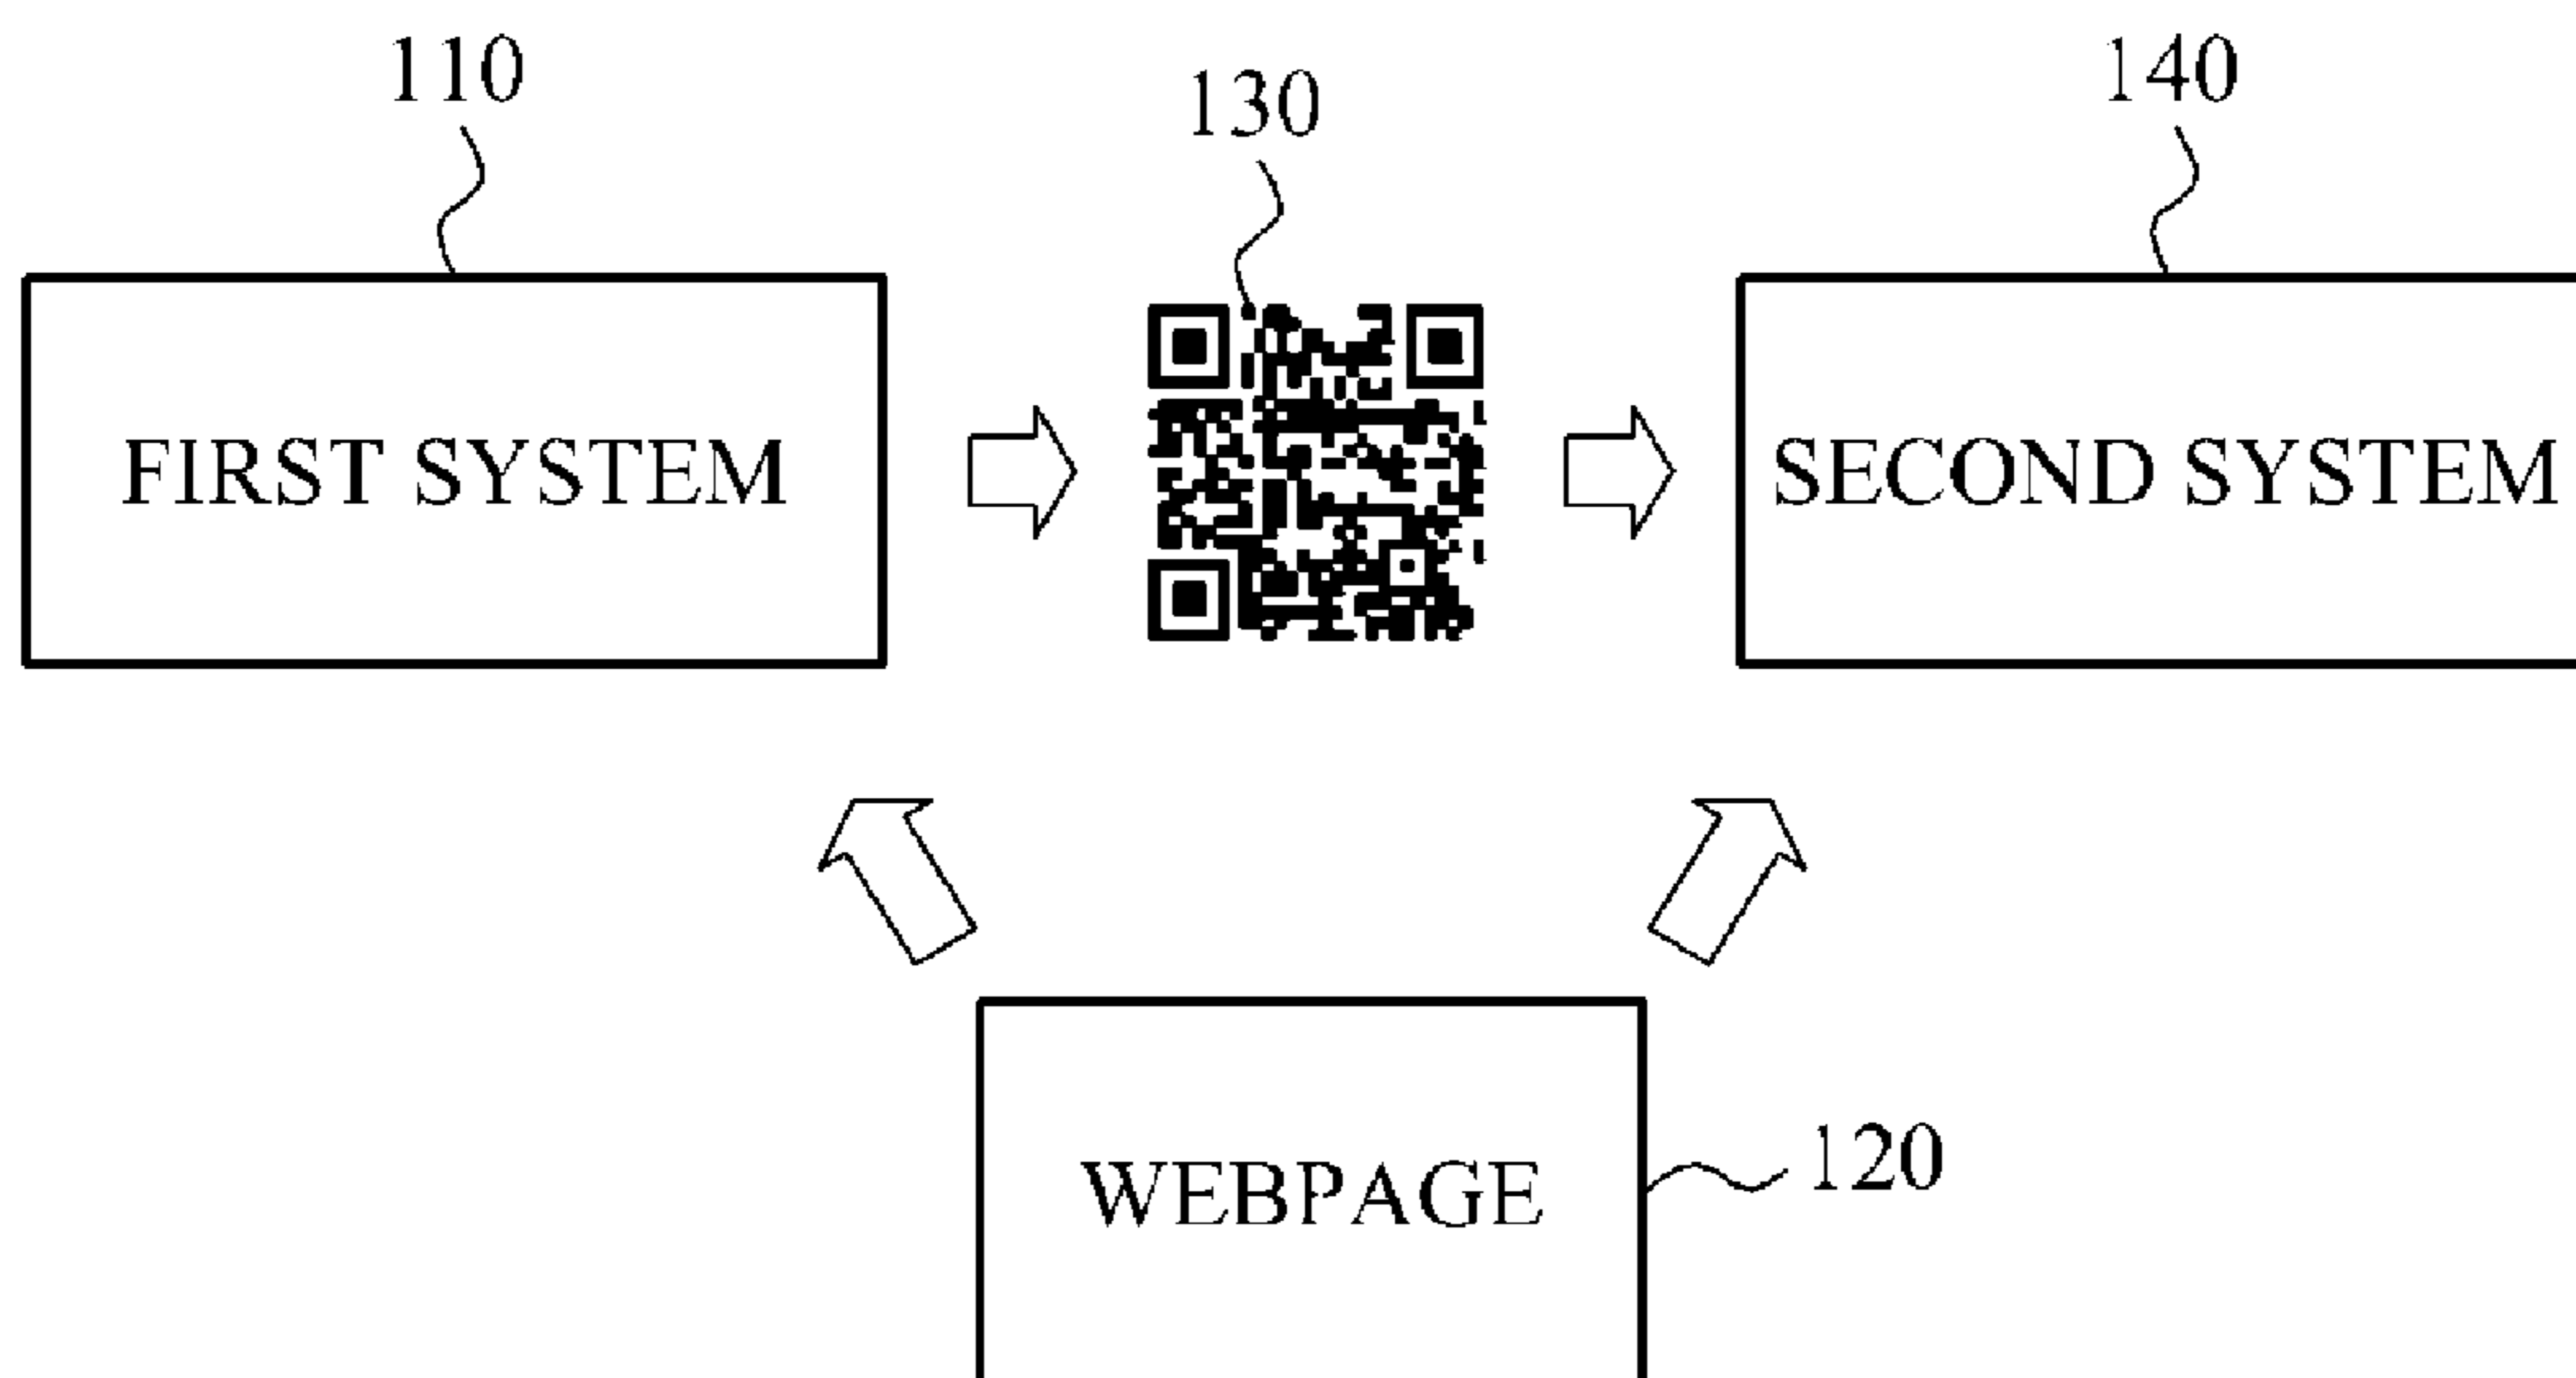 110
130
140
FIRST SYSTEM
SECOND SYSTEM
WEBPAGE
120